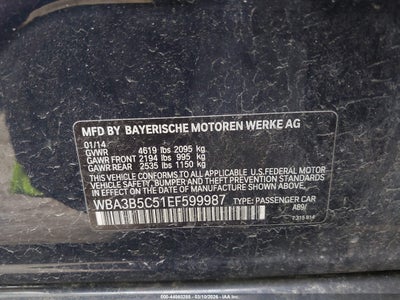 MFD BY BAYERISCHE MOTOREN WERKE AG
01/14
GVWR 4619 lbs 2095 kg
GAWR FRONT 2194 lbs 995 kg
GAWR REAR 2535 lbs 1150 kg
THIS VEHICLE CONFORMS TO ALL APPLICABLE U.S.FEDERAL MOTOR
VEHICLE SAFETY, BUMPER AND THEFT PREVENTION STANDARDS
IN EFFECT ON THE DATE OF MANUFACTURE SHOWN ABOVE.
WBA3B5C51EF599987 TYPE: PASSENGER CAR
A89/